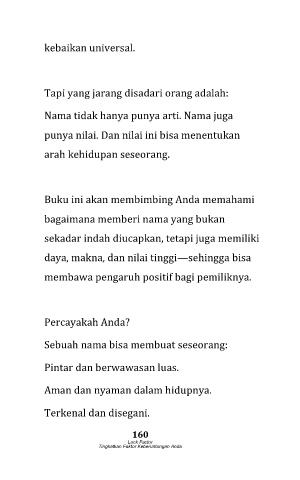 kebaikan universal.
Tapi yang jarang disadari orang adalah:
Nama tidak hanya punya arti. Nama juga
punya nilai. Dan nilai ini bisa menentukan
arah kehidupan seseorang.
Buku ini akan membimbing Anda memahami
bagaimana memberi nama yang bukan
sekadar indah diucapkan, tetapi juga memiliki
daya, makna, dan nilai tinggi—sehingga bisa
membawa pengaruh positif bagi pemiliknya.
Percayakah Anda?
Sebuah nama bisa membuat seseorang:
Pintar dan berwawasan luas.
Aman dan nyaman dalam hidupnya.
Terkenal dan disegani.
160
Luck Factor
Tingkatkan Faktor Keberuntungan Anda